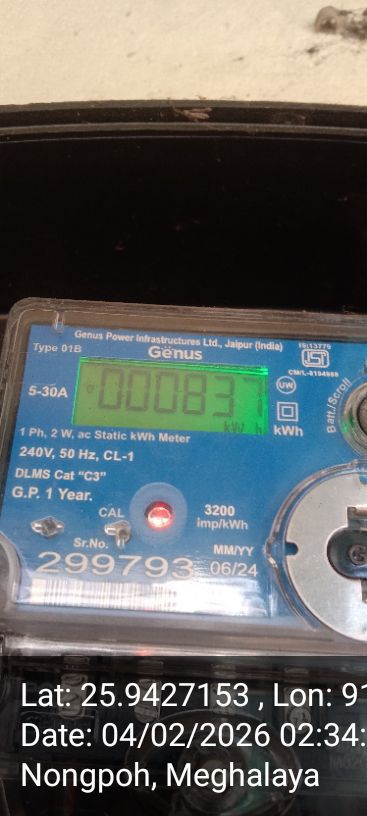 Genus Power Infrastructures Ltd., Jaipur (India)
IS:13779
Type 01B
Genus
5-30A
000837
kW h
UW
kWh
Batt./Scroll
1 Ph, 2 W, ac Static kWh Meter
240V, 50 Hz, CL-1
DLMS Cat “C3”
G.P. 1 Year.
CAL
3200
imp/kWh
Sr.No.
MM/YY
299793
06/24
Lat: 25.9427153 , Lon: 91
Date: 04/02/2026 02:34:
Nongpoh, Meghalaya